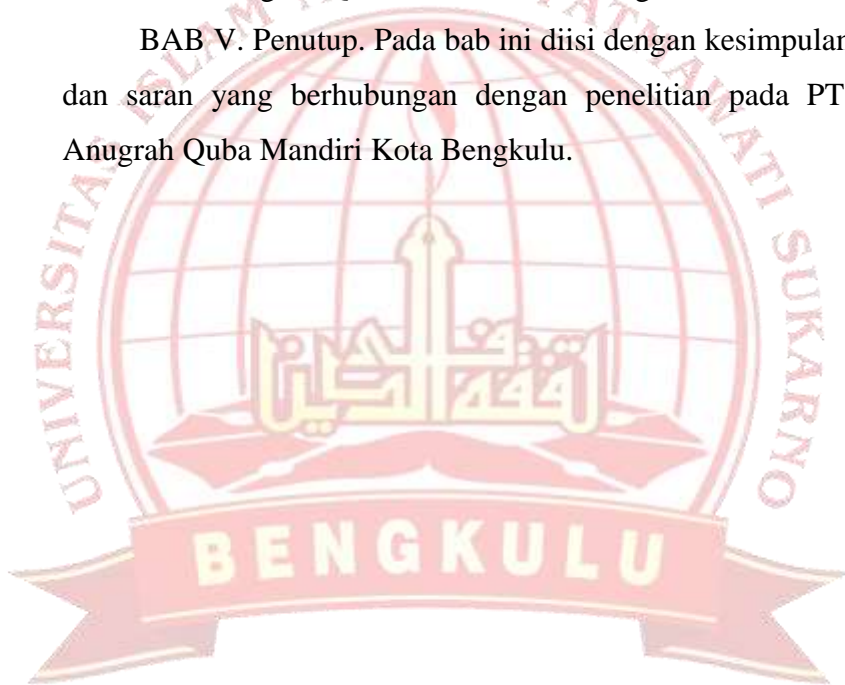 BAB V. Penutup. Pada bab ini diisi dengan kesimpulan
dan saran yang berhubungan dengan penelitian pada PT
Anugrah Quba Mandiri Kota Bengkulu.
UNIVERSITAS ISLAM
SUKARNO
BENGKULU